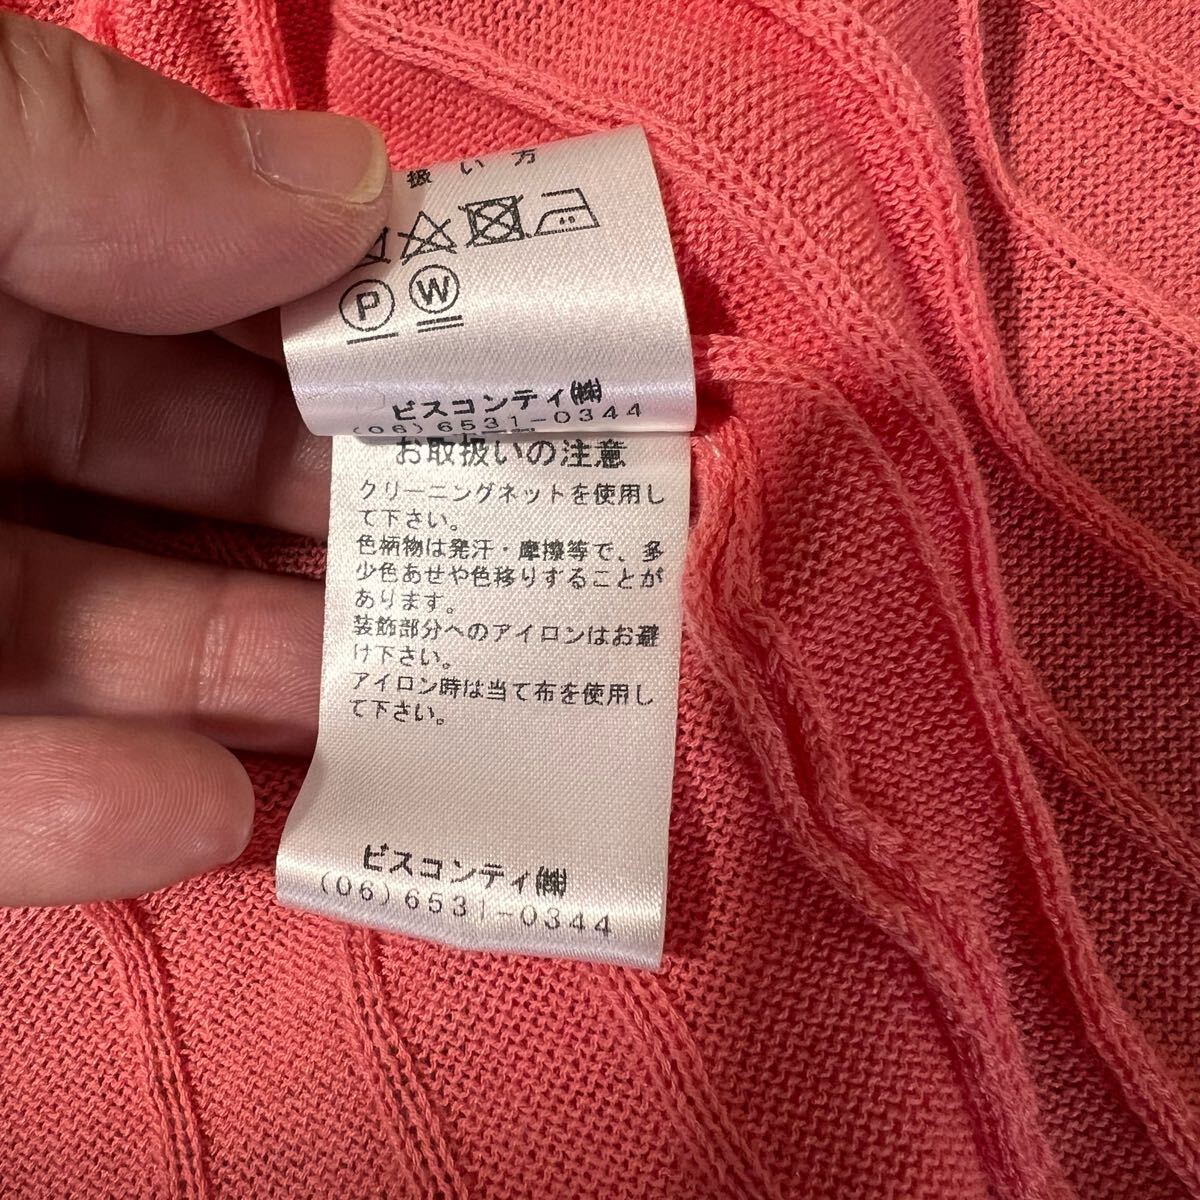 扱い方
P W
ビスコンティ㈱
(06)6531-0344
お取扱いの注意
クリーニングネットを使用し
て下さい。
色柄物は発汗・摩擦等で、多
少色あせや色移りすることが
あります。
装飾部分へのアイロンはお避
け下さい。
アイロン時は当て布を使用し
て下さい。
ビスコンティ㈱
(06)6531-0344